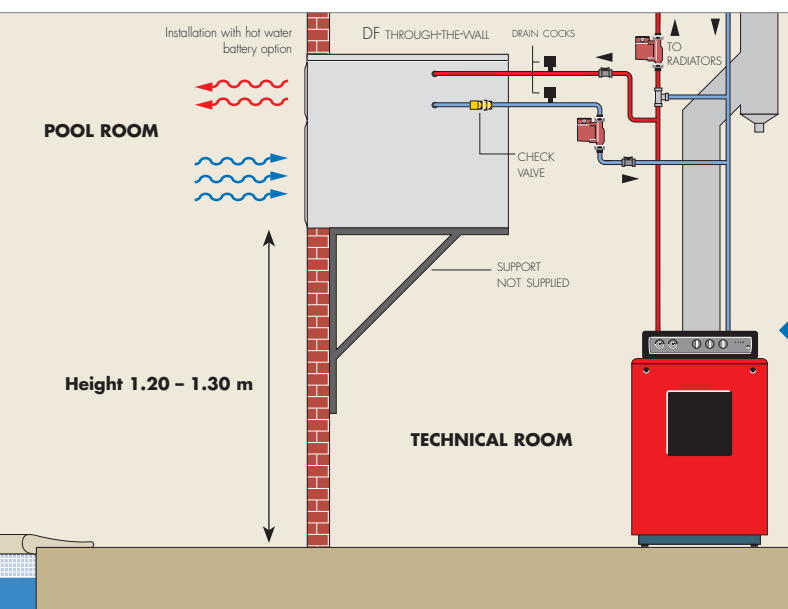 Installation with hot water
battery option
DF THROUGH-THE-WALL
DRAIN COCKS
TO
RADIATORS
POOL ROOM
CHECK
VALVE
SUPPORT
NOT SUPPLIED
Height 1.20 – 1.30 m
TECHNICAL ROOM